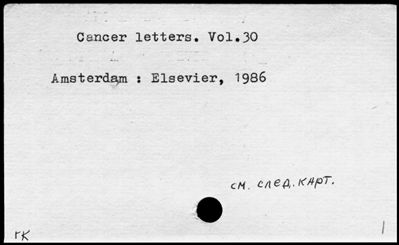 Cancer letters. Vol.30
Amsterdam : Elsevier, 1986
см. след. карт.
гк
1